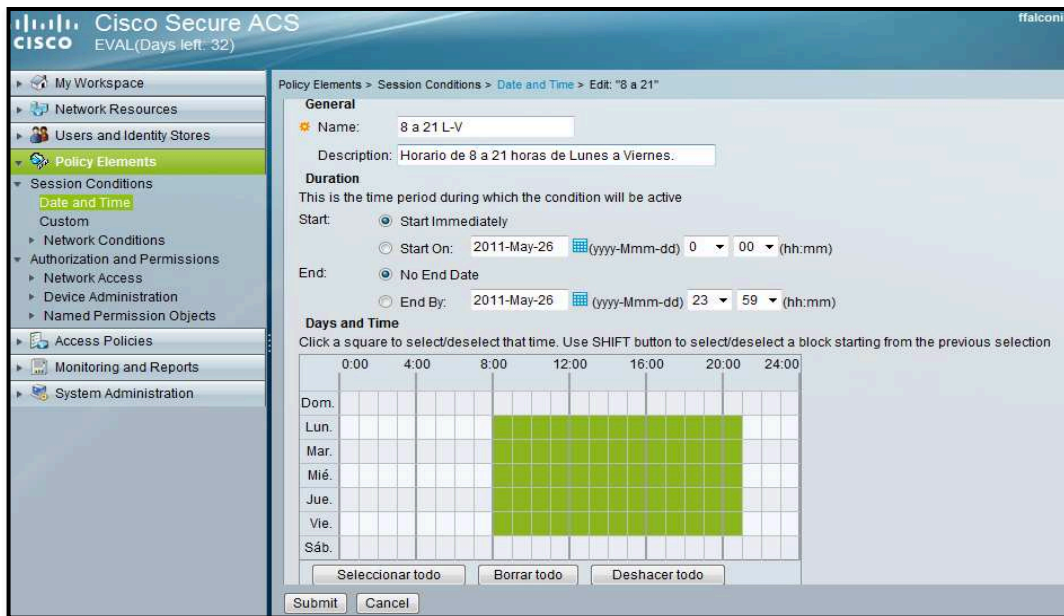 Cisco Secure ACS
CISCO
EVAL(Days left: 32)
ffalconi
My Workspace
Network Resources
Users and Identity Stores
Policy Elements
Session Conditions
Date and Time
Custom
Network Conditions
Authorization and Permissions
Network Access
Device Administration
Named Permission Objects
Access Policies
Monitoring and Reports
System Administration
Policy Elements > Session Conditions > Date and Time > Edit: "8 a 21"
General
Name: 8 a 21 L-V
Description: Horario de 8 a 21 horas de Lunes a Viernes.
Duration
This is the time period during which the condition will be active
Start: Start Immediately
Start On: 2011-May-26 (yyyy-Mmm-dd) 0 00 (hh:mm)
End: No End Date
End By: 2011-May-26 (yyyy-Mmm-dd) 23 59 (hh:mm)
Days and Time
Click a square to select/deselect that time. Use SHIFT button to select/deselect a block starting from the previous selection
0:00 4:00 8:00 12:00 16:00 20:00 24:00
Dom.
Lun.
Mar.
Mié.
Jue.
Vie.
Sáb.
Seleccionar todo Borrar todo Deshacer todo
Submit Cancel